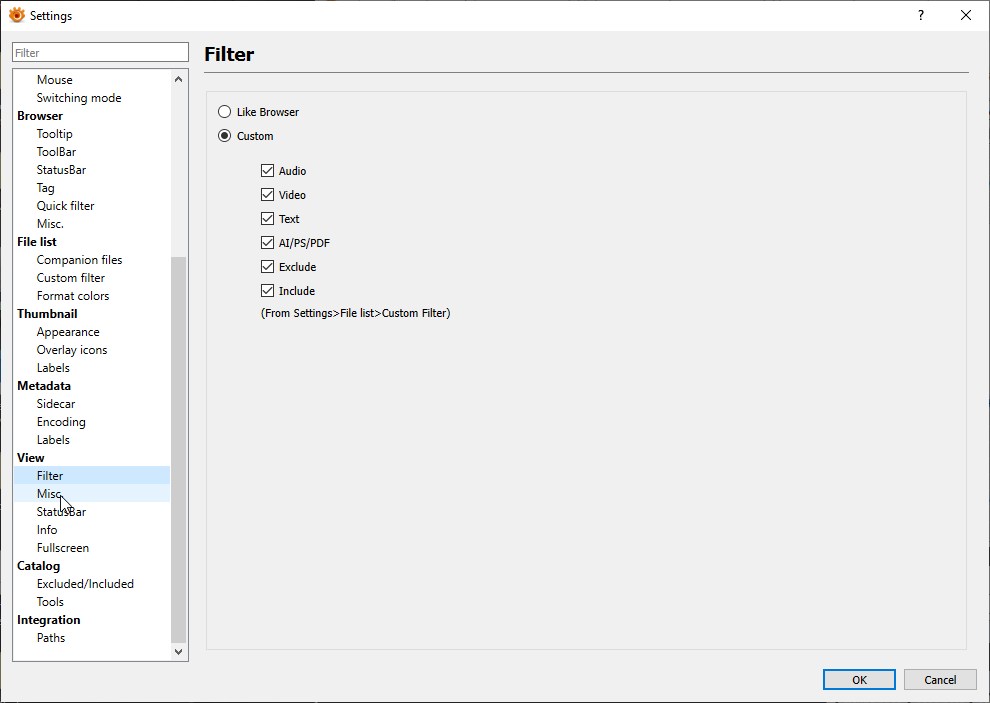 Settings
Filter
Mouse
Switching mode
Browser
Tooltip
ToolBar
StatusBar
Tag
Quick filter
Misc.
File list
Companion files
Custom filter
Format colors
Thumbnail
Appearance
Overlay icons
Labels
Metadata
Sidecar
Encoding
Labels
View
Filter
Misc.
StatusBar
Info
Fullscreen
Catalog
Excluded/Included
Tools
Integration
Paths
Filter
Like Browser
Custom
Audio
Video
Text
AI/PS/PDF
Exclude
Include
(From Settings>File list>Custom Filter)
OK
Cancel